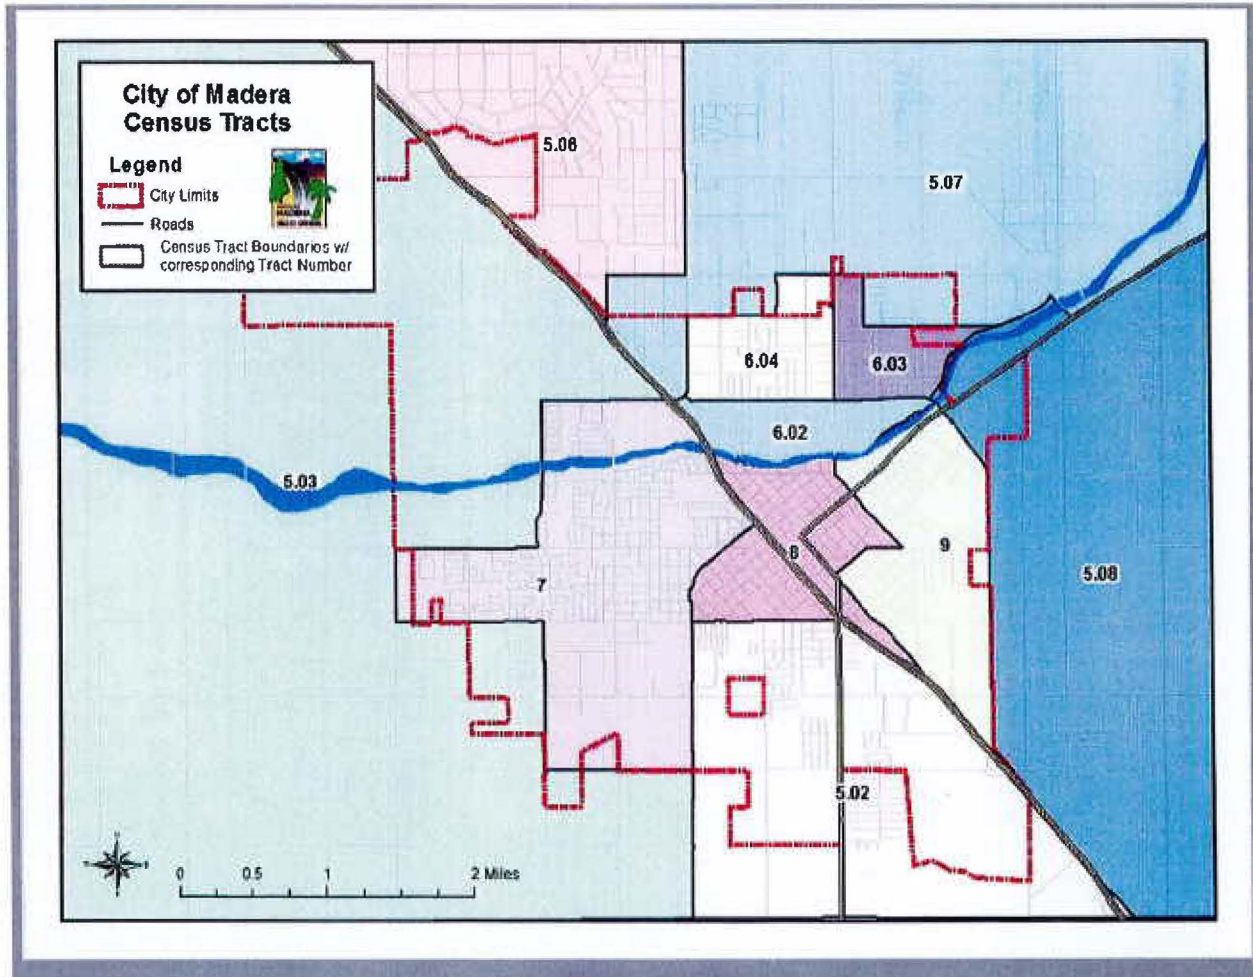 City of Madera
Census Tracts
Legend
City Limits
Roads
Census Tract Boundaries w/
corresponding Tract Number
MADERA
5.06
5.07
6.04
6.03
6.02
5.03
7
8
9
5.08
5.02
0 0.5 1 2 Miles